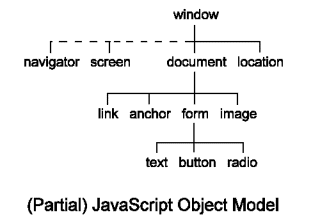 window
navigator screen document location
link anchor form image
text button radio
(Partial) JavaScript Object Model